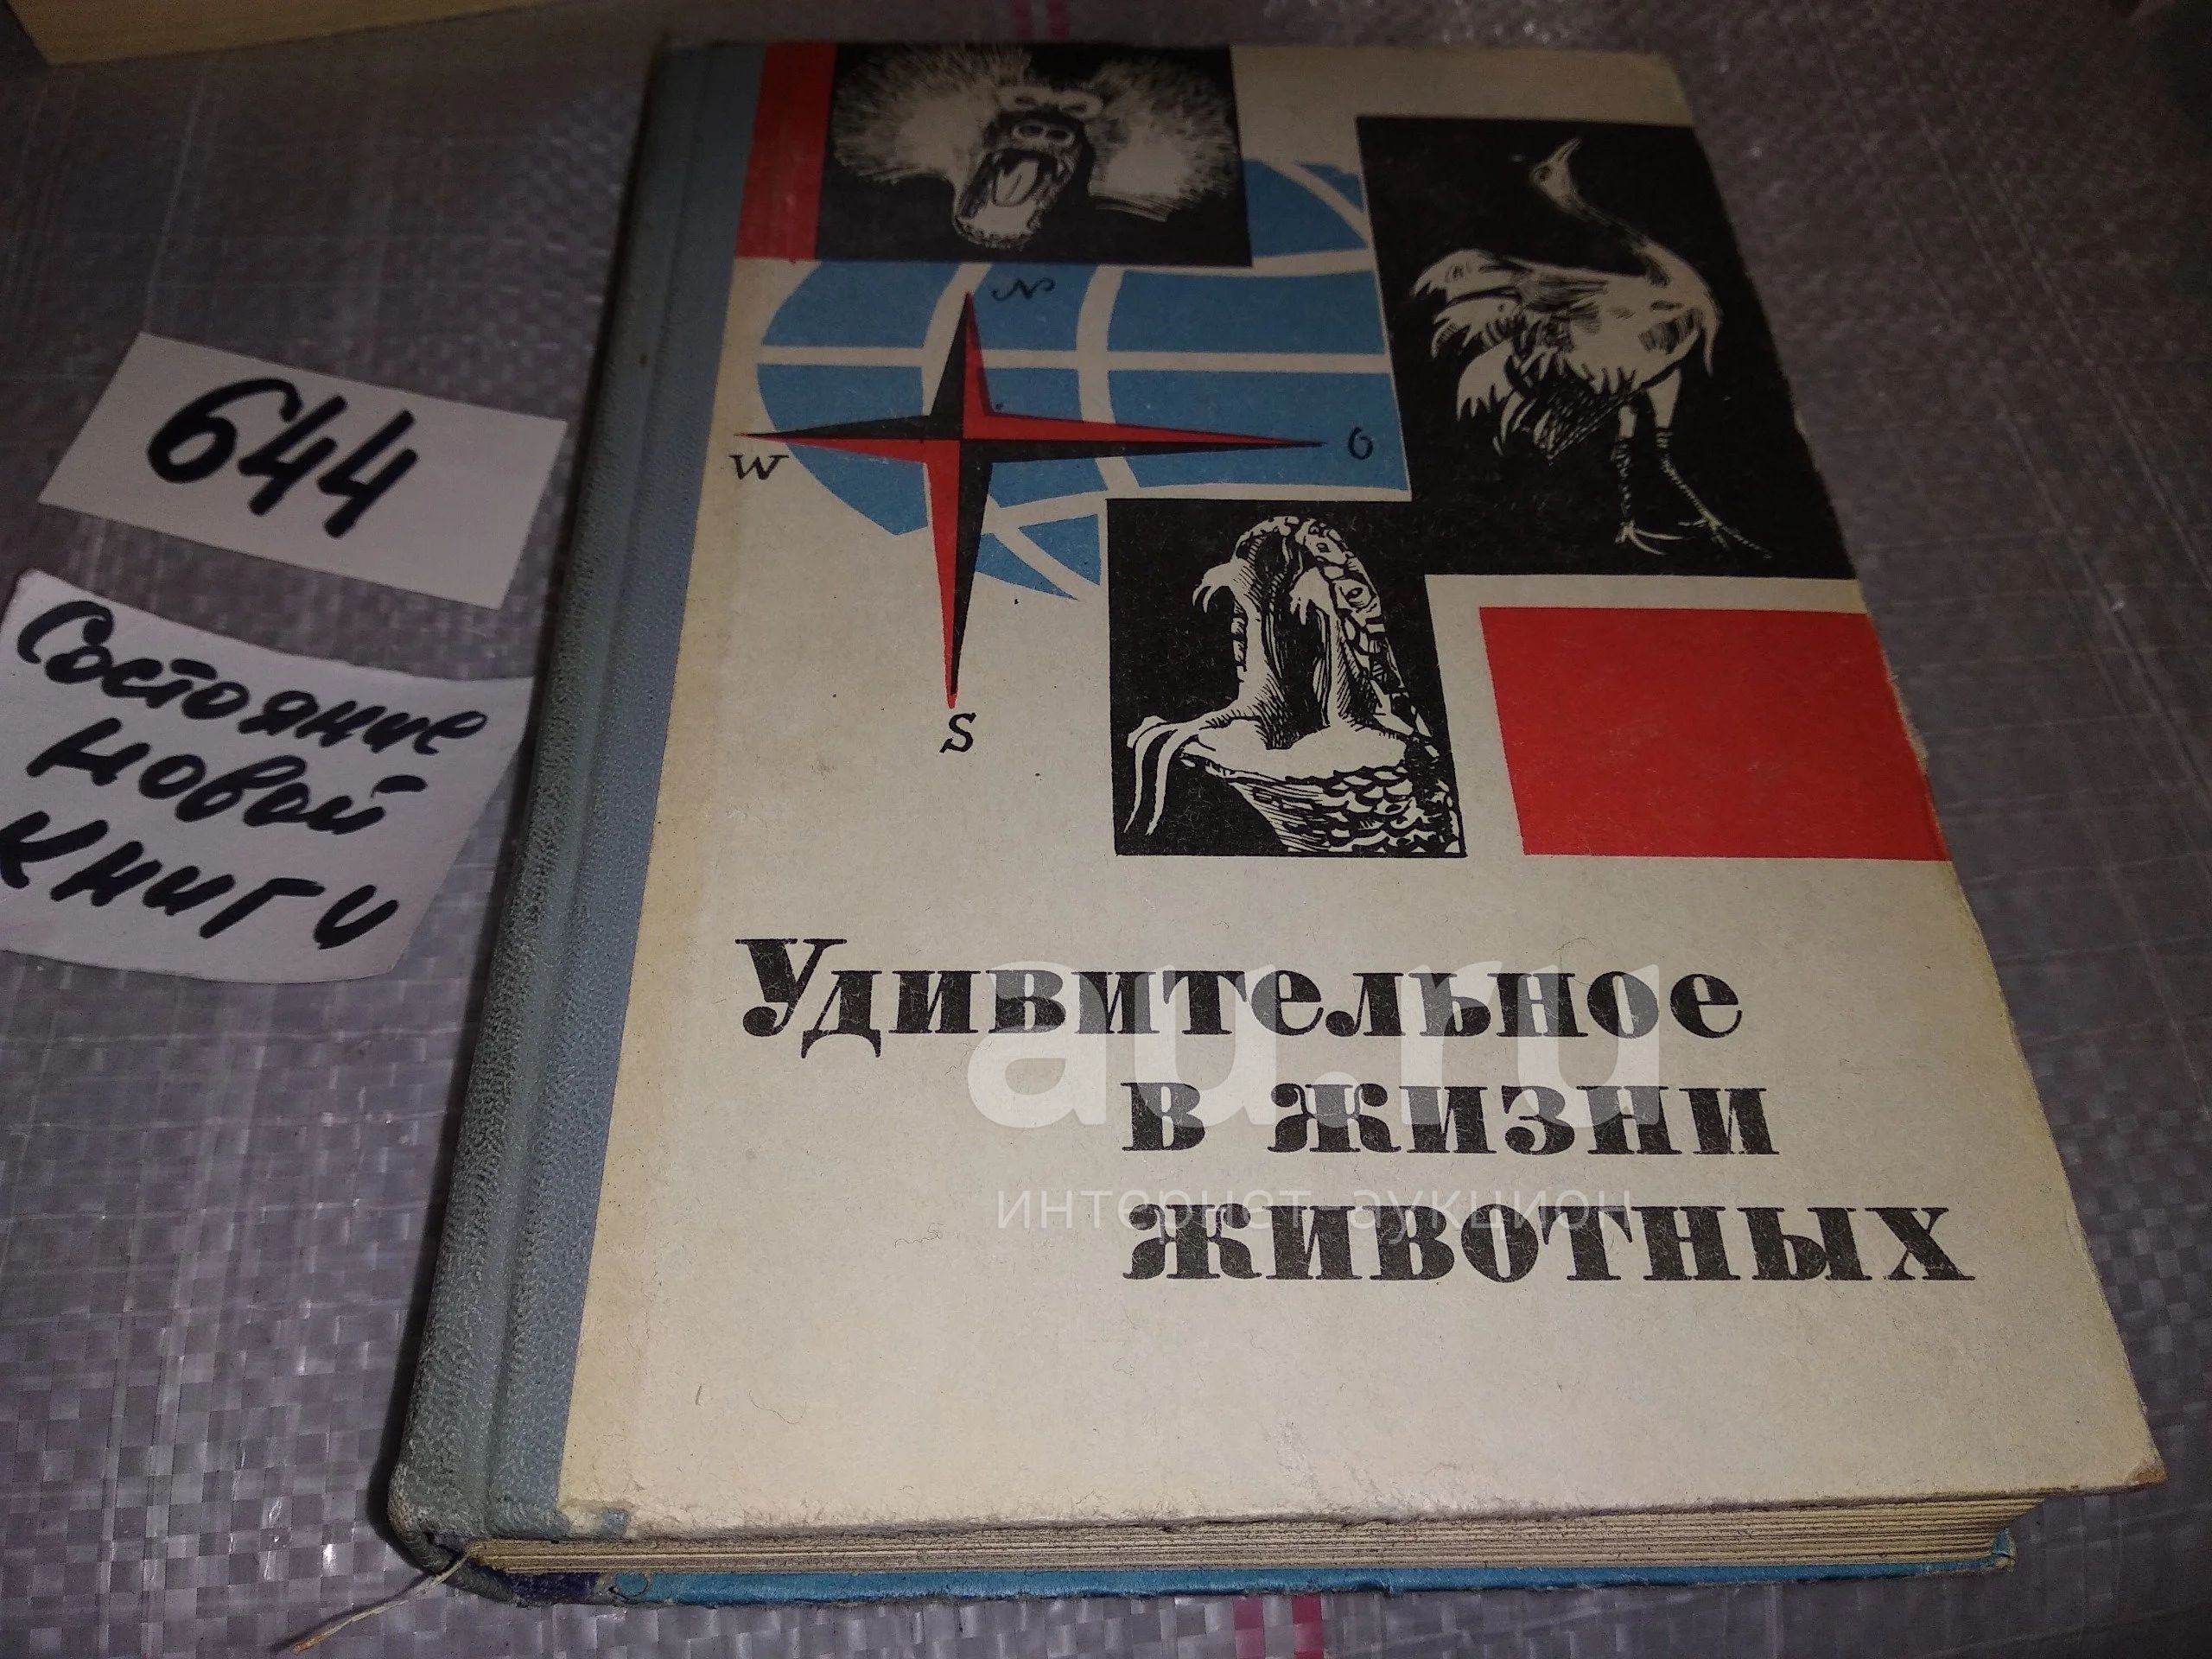 644
Состояние
новой
книги
N
W
O
S
Удивительное
в жизни
животных
au.ru
интернет-аукцион